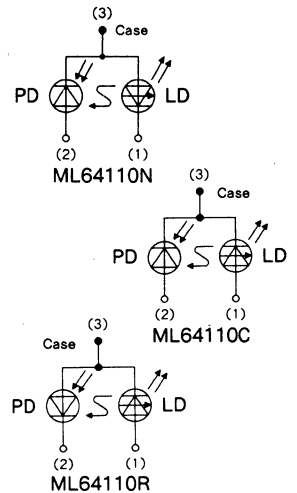 (3)
Case
PD
LD
(2)
(1)
ML64110N
(3)
Case
PD
LD
(2)
(1)
ML64110C
(3)
Case
PD
LD
(2)
(1)
ML64110R